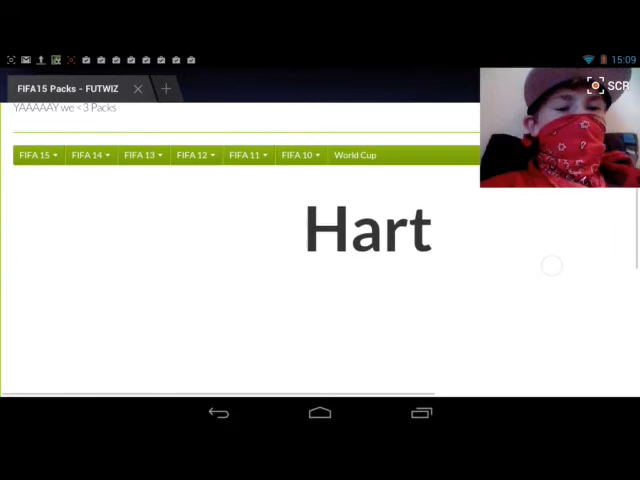 15:09
FIFA15 Packs - FUTWIZ
SCR
YAAAAAY we <3 Packs
FIFA 15 FIFA 14 FIFA 13 FIFA 12 FIFA 11 FIFA 10 World Cup
Hart